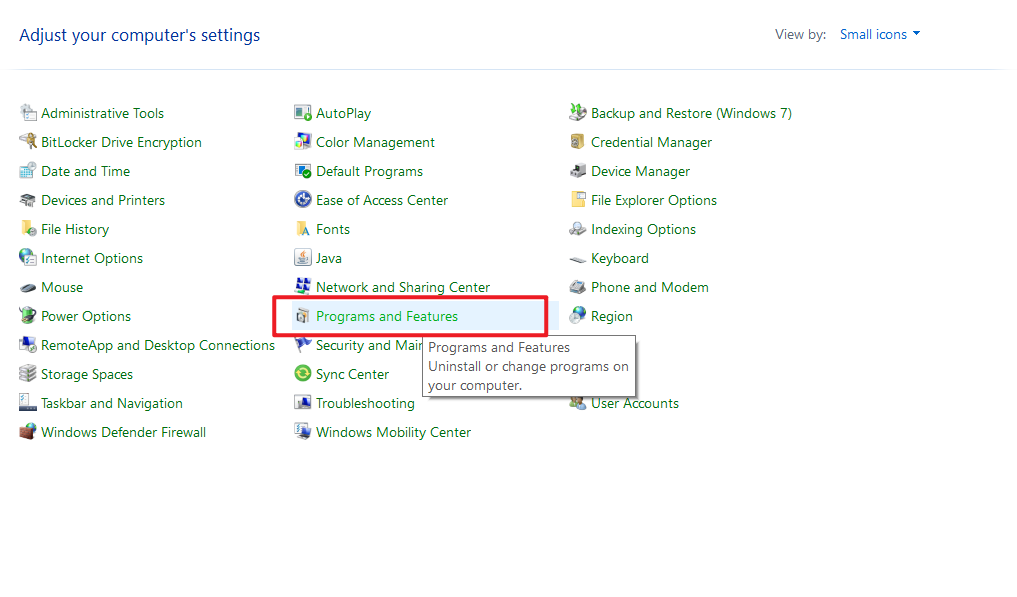 Adjust your computer's settings
View by: Small icons
Administrative Tools
AutoPlay
Backup and Restore (Windows 7)
BitLocker Drive Encryption
Color Management
Credential Manager
Date and Time
Default Programs
Device Manager
Devices and Printers
Ease of Access Center
File Explorer Options
File History
Fonts
Indexing Options
Internet Options
Java
Keyboard
Mouse
Network and Sharing Center
Phone and Modem
Power Options
Programs and Features
Region
RemoteApp and Desktop Connections
Security and
Programs and Features
Uninstall or change programs on
your computer.
Storage Spaces
Sync Center
Taskbar and Navigation
Troubleshooting
User Accounts
Windows Defender Firewall
Windows Mobility Center